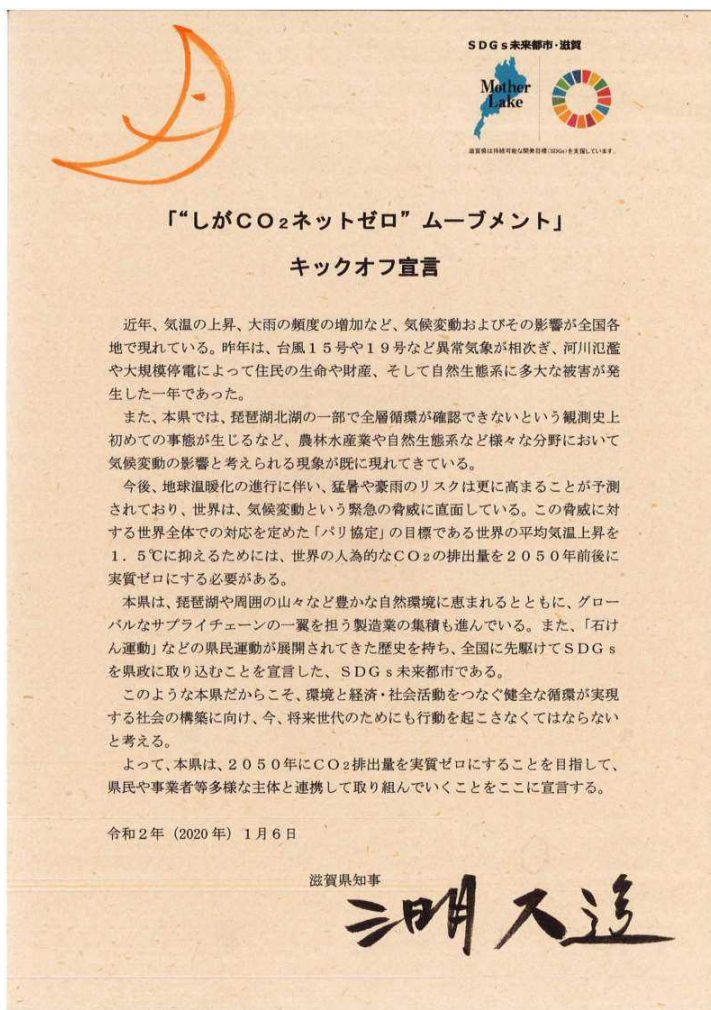 SDGs未来都市・滋賀
Mother
Lake
滋賀県は持続可能な開発目標(SDGs)を支援しています。
「“しがCO₂ネットゼロ”ムーブメント」
キックオフ宣言
近年、気温の上昇、大雨の頻度の増加など、気候変動およびその影響が全国各
地で現れている。昨年は、台風15号や19号など異常気象が相次ぎ、河川氾濫
や大規模停電によって住民の生命や財産、そして自然生態系に多大な被害が発
生した一年であった。
また、本県では、琵琶湖北湖の一部で全層循環が確認できないという観測史上
初めての事態が生じるなど、農林水産業や自然生態系など様々な分野において
気候変動の影響と考えられる現象が既に現れてきている。
今後、地球温暖化の進行に伴い、猛暑や豪雨のリスクは更に高まることが予測
されており、世界は、気候変動という緊急の脅威に直面している。この脅威に対
する世界全体での対応を定めた「パリ協定」の目標である世界の平均気温上昇を
1.5℃に抑えるためには、世界の人為的なCO₂の排出量を2050年前後に
実質ゼロにする必要がある。
本県は、琵琶湖や周囲の山々など豊かな自然環境に恵まれるとともに、グロー
バルなサプライチェーンの一翼を担う製造業の集積も進んでいる。また、「石け
ん運動」などの県民運動が展開されてきた歴史を持ち、全国に先駆けてSDGs
を県政に取り込むことを宣言した、SDGs未来都市である。
このような本県だからこそ、環境と経済・社会活動をつなぐ健全な循環が実現
する社会の構築に向け、今、将来世代のためにも行動を起こさなくてはならない
と考える。
よって、本県は、2050年にCO₂排出量を実質ゼロにすることを目指して、
県民や事業者等多様な主体と連携して取り組んでいくことをここに宣言する。
令和2年(2020年)1月6日
滋賀県知事
三日月大造